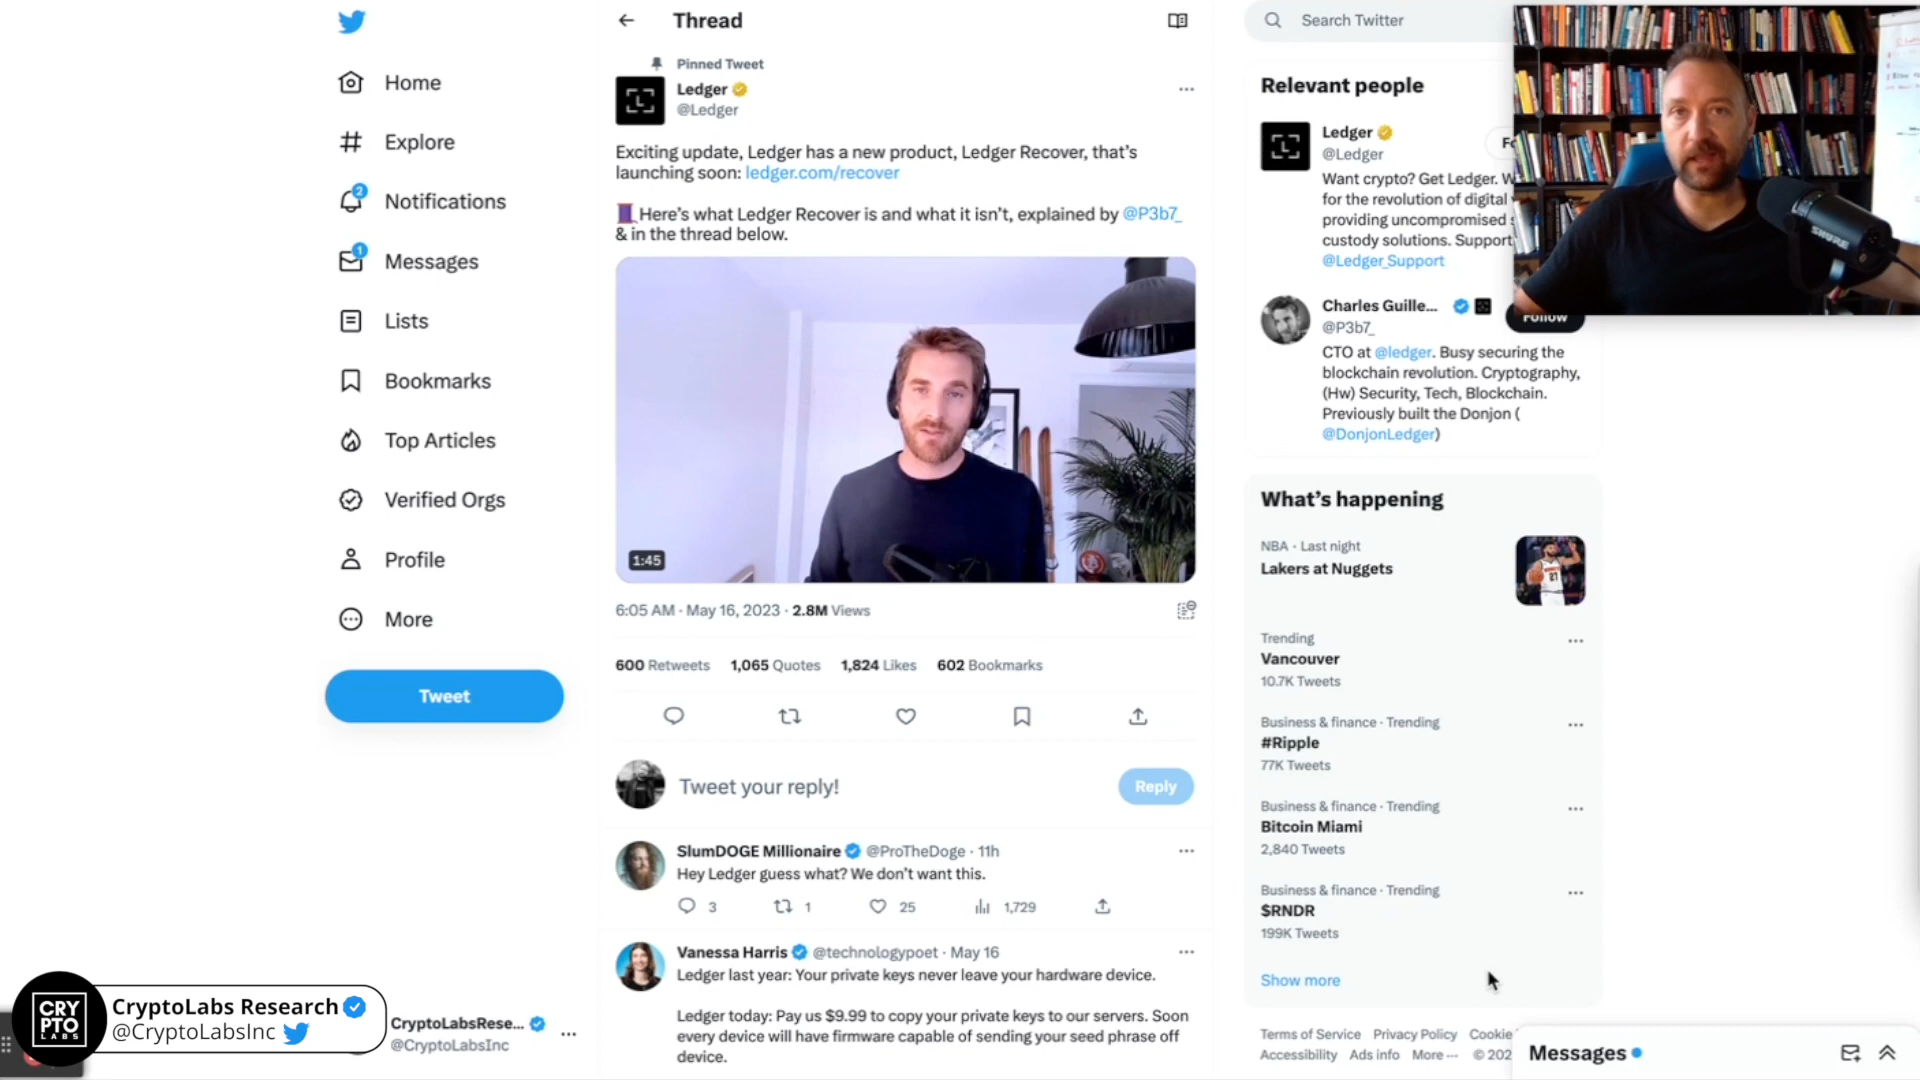 Home
Explore
2
Notifications
1
Messages
Lists
Bookmarks
Top Articles
Verified Orgs
Profile
More
Tweet
CryptoLabsRese...
@CryptoLabsInc
CRY
PTO
LABS
CryptoLabs Research
@CryptoLabsInc
Thread
Pinned Tweet
Ledger
@Ledger
Exciting update, Ledger has a new product, Ledger Recover, that's
launching soon: ledger.com/recover
Here's what Ledger Recover is and what it isn't, explained by @P3b7_
& in the thread below.
1:45
6:05 AM · May 16, 2023 · 2.8M Views
600 Retweets 1,065 Quotes 1,824 Likes 602 Bookmarks
Tweet your reply!
Reply
SlumDOGE Millionaire @ProTheDoge · 11h
Hey Ledger guess what? We don't want this.
3 1 25 1,729
Vanessa Harris @technologypoet · May 16
Ledger last year: Your private keys never leave your hardware device.
Ledger today: Pay us $9.99 to copy your private keys to our servers. Soon
every device will have firmware capable of sending your seed phrase off
device.
Search Twitter
Relevant people
Ledger
@Ledger
Want crypto? Get Ledger.
for the revolution of digital
providing uncompromised
custody solutions. Support
@Ledger_Support
Charles Guille...
@P3b7_
Follow
CTO at @ledger. Busy securing the
blockchain revolution. Cryptography,
(Hw) Security, Tech, Blockchain.
Previously built the Donjon (
@DonjonLedger)
SHURE
What's happening
NBA · Last night
Lakers at Nuggets
27
Trending
Vancouver
10.7K Tweets
Business & finance · Trending
#Ripple
77K Tweets
Business & finance · Trending
Bitcoin Miami
2,840 Tweets
Business & finance · Trending
$RNDR
199K Tweets
Show more
Terms of Service Privacy Policy Cookie
Accessibility Ads info More ··· © 202
Messages